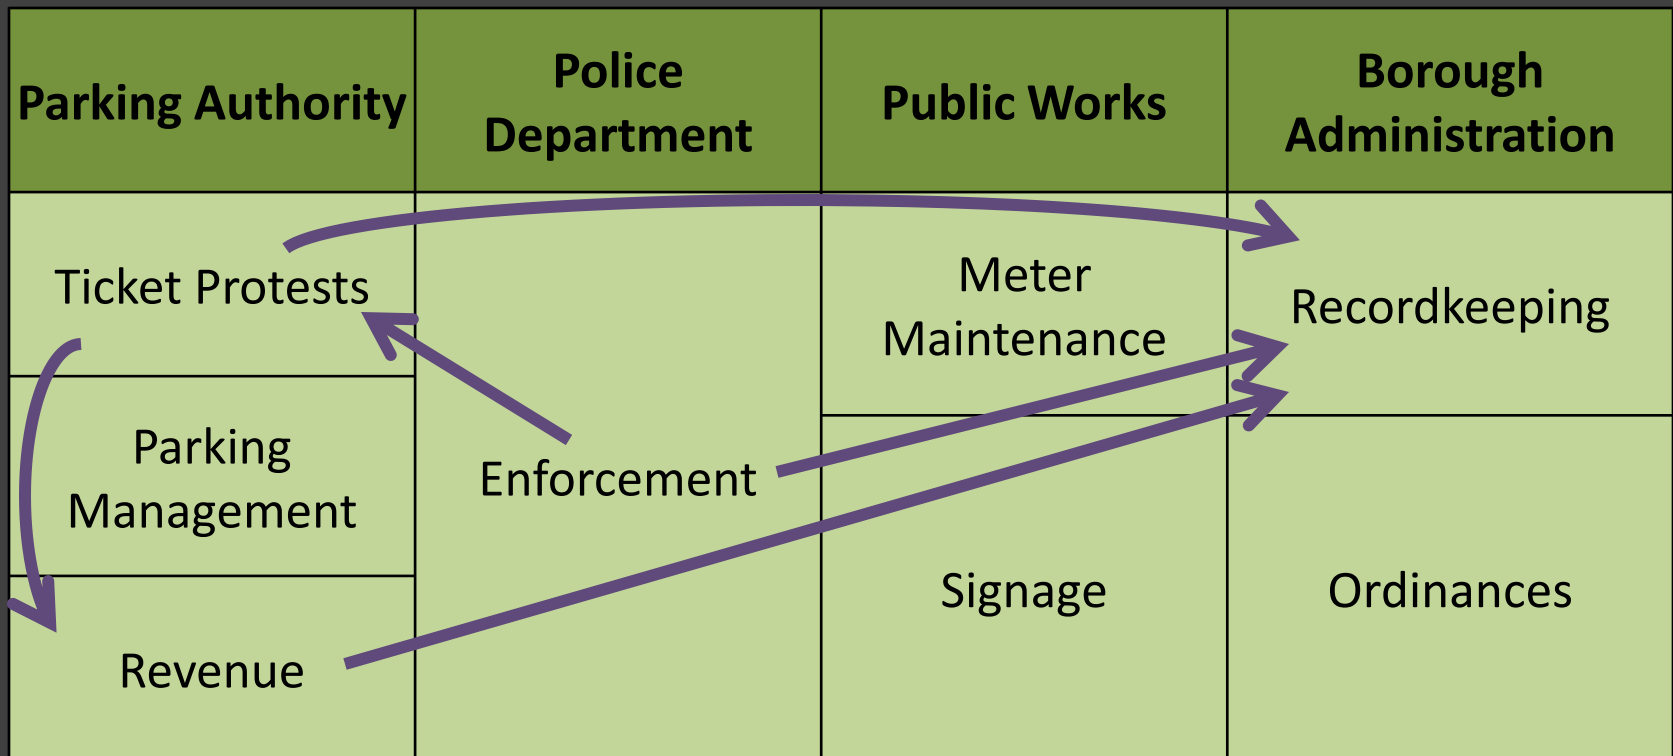 Parking Authority
Police
Department
Public Works
Borough
Administration
Ticket Protests
Parking
Management
Revenue
Enforcement
Meter
Maintenance
Signage
Recordkeeping
Ordinances